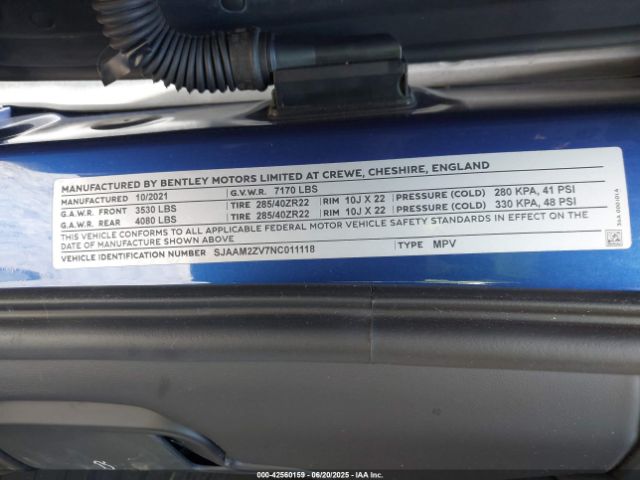 MANUFACTURED BY BENTLEY MOTORS LIMITED AT CREWE, CHESHIRE, ENGLAND
MANUFACTURED 10/2021 G.V.W.R. 7170 LBS
G.A.W.R. FRONT 3530 LBS TIRE 285/40ZR22 RIM 10J X 22 PRESSURE (COLD) 280 KPA, 41 PSI
G.A.W.R. REAR 4080 LBS TIRE 285/40ZR22 RIM 10J X 22 PRESSURE (COLD) 330 KPA, 48 PSI
THIS VEHICLE CONFORMS TO ALL APPLICABLE FEDERAL MOTOR VEHICLE SAFETY STANDARDS IN EFFECT ON THE
DATE OF MANUFACTURE SHOWN ABOVE
VEHICLE IDENTIFICATION NUMBER SJAAM2ZV7NC011118 TYPE MPV
36A 000101A
000-42560159 - 06/20/2025 - IAA Inc.